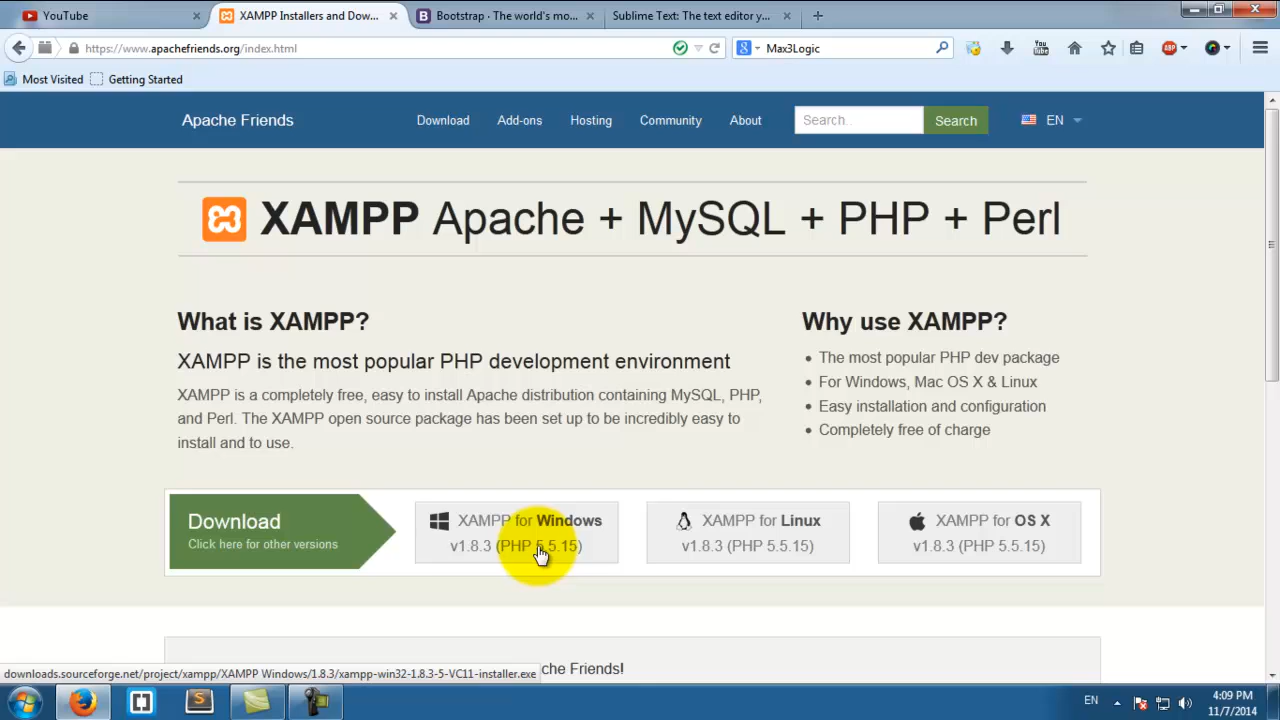 YouTube
XAMPP Installers and Dow...
Bootstrap · The world's mo...
Sublime Text: The text editor y...
https://www.apachefriends.org/index.html
Max3Logic
You
Tube
ABP
Most Visited
Getting Started
Apache Friends
Download
Add-ons
Hosting
Community
About
Search...
Search
EN
XAMPP Apache + MySQL + PHP + Perl
What is XAMPP?
XAMPP is the most popular PHP development environment
XAMPP is a completely free, easy to install Apache distribution containing MySQL, PHP,
and Perl. The XAMPP open source package has been set up to be incredibly easy to
install and to use.
Why use XAMPP?
The most popular PHP dev package
For Windows, Mac OS X & Linux
Easy installation and configuration
Completely free of charge
Download
Click here for other versions
XAMPP for Windows
v1.8.3 (PHP 5.5.15)
XAMPP for Linux
v1.8.3 (PHP 5.5.15)
XAMPP for OS X
v1.8.3 (PHP 5.5.15)
che Friends!
downloads.sourceforge.net/project/xampp/XAMPP Windows/1.8.3/xampp-win32-1.8.3-5-VC11-installer.exe
EN
4:09 PM
11/7/2014